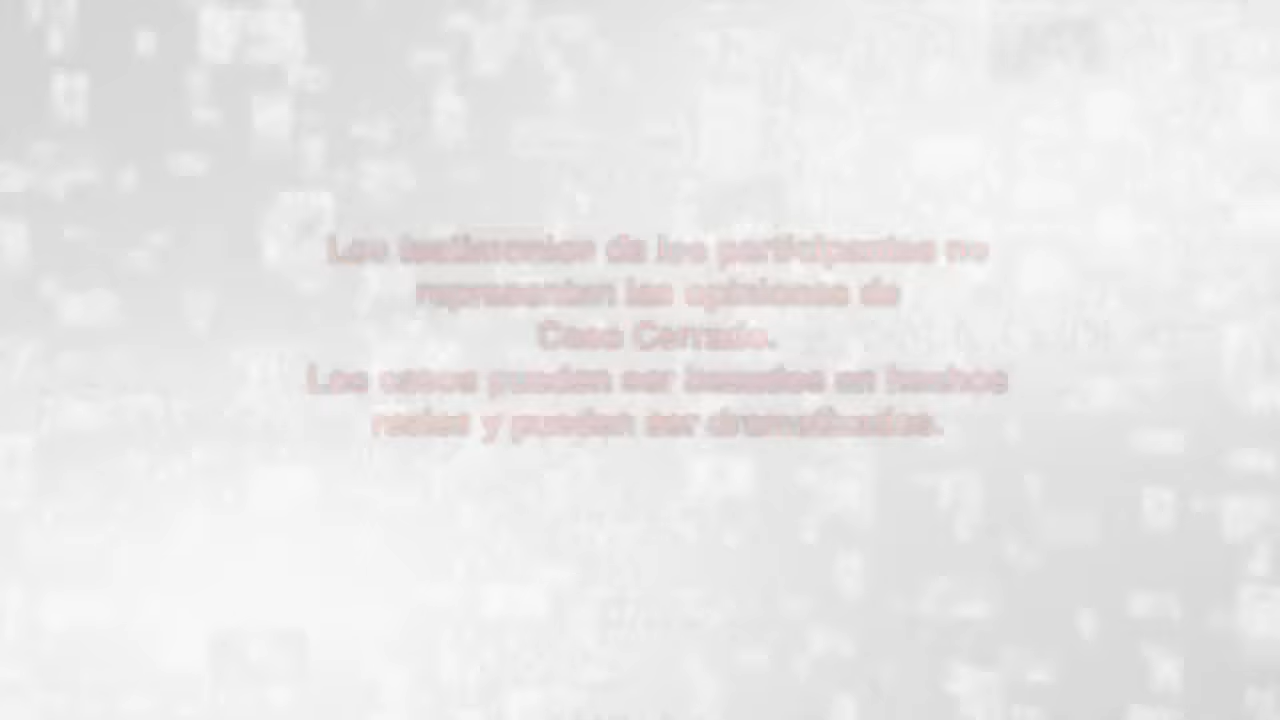 Los testimonios de los participantes no
representan las opiniones de
Caso Cerrado.
Los casos pueden ser basados en hechos
reales y pueden ser dramatizados.